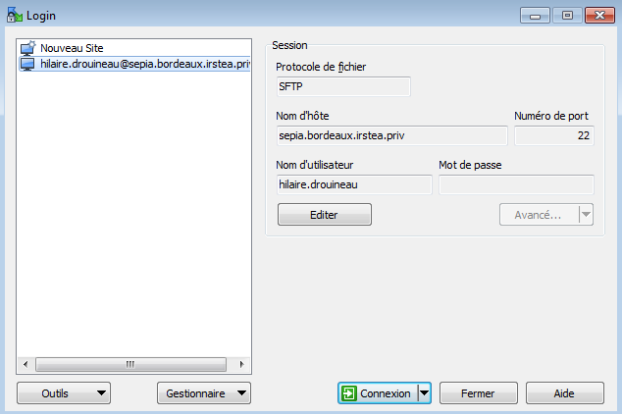 Login
Nouveau Site
hilaire.drouineau@sepia.bordeaux.irstea.pri
Session
Protocole de fichier
SFTP
Nom d'hôte
Numéro de port
sepia.bordeaux.irstea.priv
22
Nom d'utilisateur
Mot de passe
hilaire.drouineau
Editer
Avancé...
Outils
Gestionnaire
Connexion
Fermer
Aide